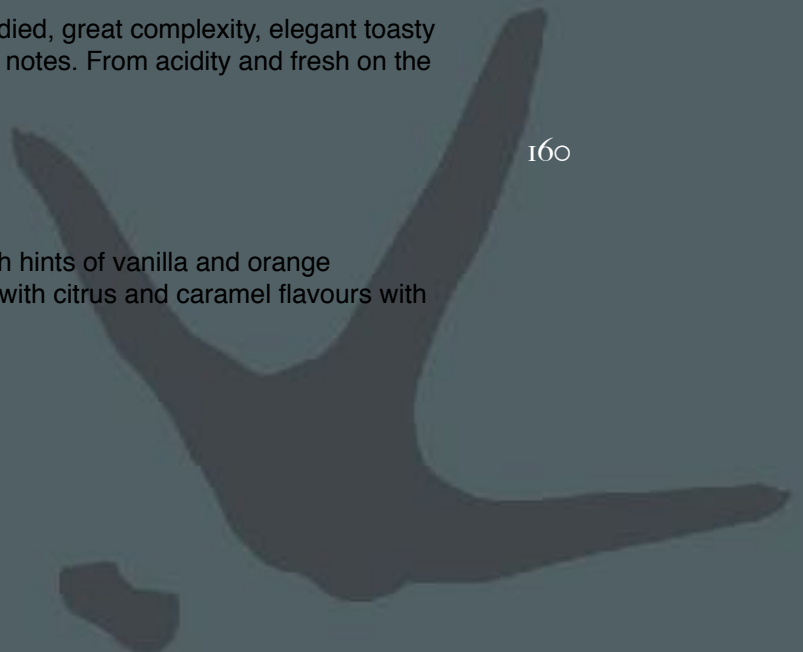 died, great complexity, elegant toasty
notes. From acidity and fresh on the
160
h hints of vanilla and orange
with citrus and caramel flavours with